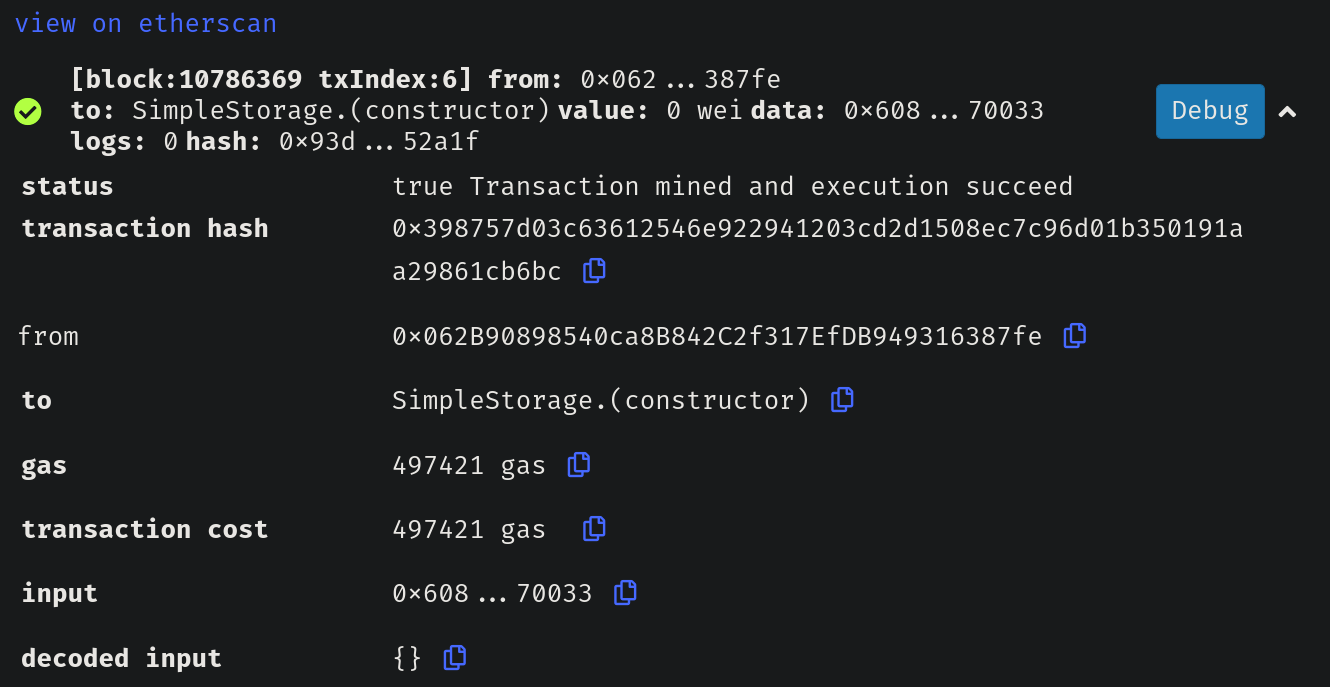 view on etherscan
[block:10786369 txIndex:6] from: 0x062...387fe
to: SimpleStorage.(constructor) value: 0 wei data: 0x608...70033
logs: 0 hash: 0x93d...52a1f
Debug
status true Transaction mined and execution succeed
transaction hash 0x398757d03c63612546e922941203cd2d1508ec7c96d01b350191a
a29861cb6bc
from 0x062B90898540ca8B842C2f317EfDB949316387fe
to SimpleStorage.(constructor)
gas 497421 gas
transaction cost 497421 gas
input 0x608...70033
decoded input {}